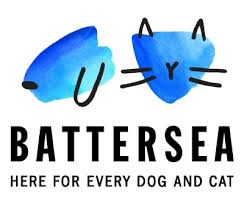 BATTERSEA
HERE FOR EVERY DOG AND CAT